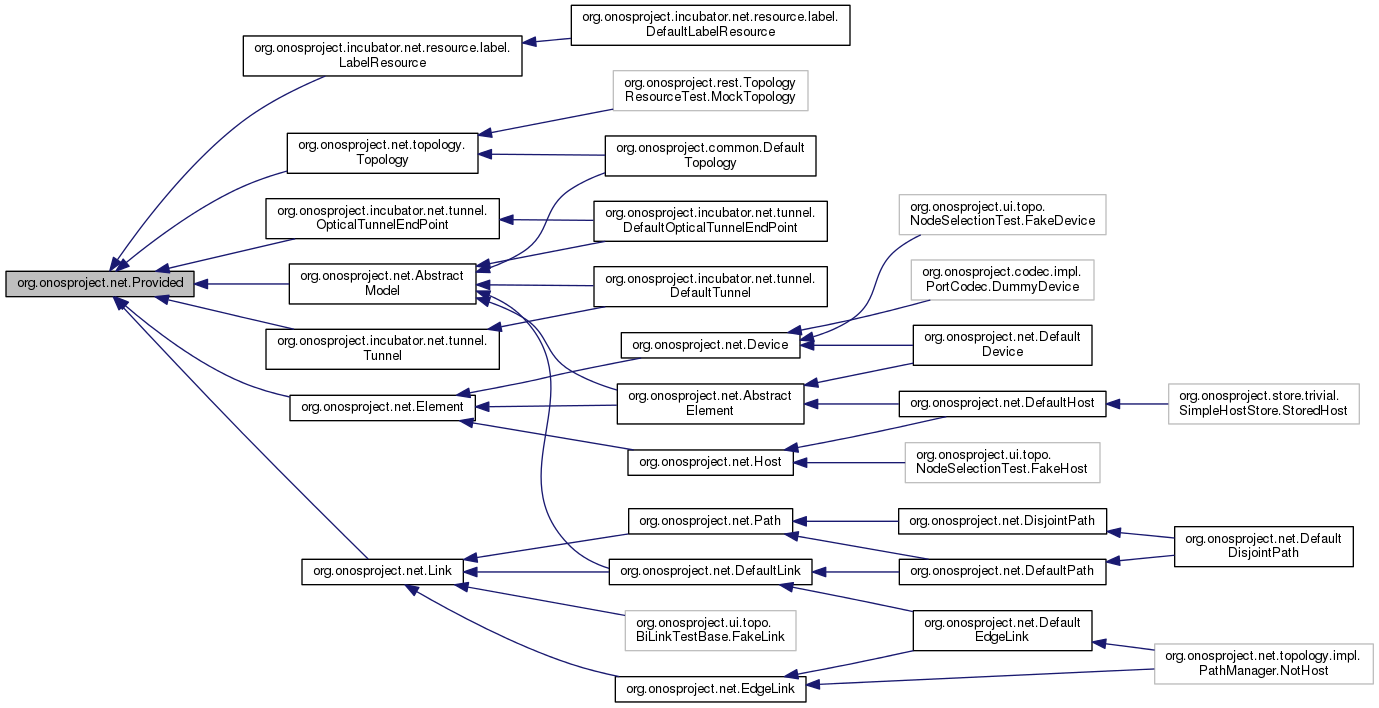 org.onosproject.net.Provided
org.onosproject.incubator.net.resource.label.
LabelResource
org.onosproject.net.topology.
Topology
org.onosproject.incubator.net.tunnel.
OpticalTunnelEndPoint
org.onosproject.net.Abstract
Model
org.onosproject.incubator.net.tunnel.
Tunnel
org.onosproject.net.Element
org.onosproject.net.Link
org.onosproject.incubator.net.resource.label.
DefaultLabelResource
org.onosproject.rest.Topology
ResourceTest.MockTopology
org.onosproject.common.Default
Topology
org.onosproject.incubator.net.tunnel.
DefaultOpticalTunnelEndPoint
org.onosproject.incubator.net.tunnel.
DefaultTunnel
org.onosproject.net.Device
org.onosproject.net.Abstract
Element
org.onosproject.net.Host
org.onosproject.net.Path
org.onosproject.net.DefaultLink
org.onosproject.ui.topo.
BiLinkTestBase.FakeLink
org.onosproject.net.EdgeLink
org.onosproject.ui.topo.
NodeSelectionTest.FakeDevice
org.onosproject.codec.impl.
PortCodec.DummyDevice
org.onosproject.net.Default
Device
org.onosproject.net.DefaultHost
org.onosproject.ui.topo.
NodeSelectionTest.FakeHost
org.onosproject.net.DisjointPath
org.onosproject.net.DefaultPath
org.onosproject.net.Default
EdgeLink
org.onosproject.store.trivial.
SimpleHostStore.StoredHost
org.onosproject.net.Default
DisjointPath
org.onosproject.net.topology.impl.
PathManager.NotHost